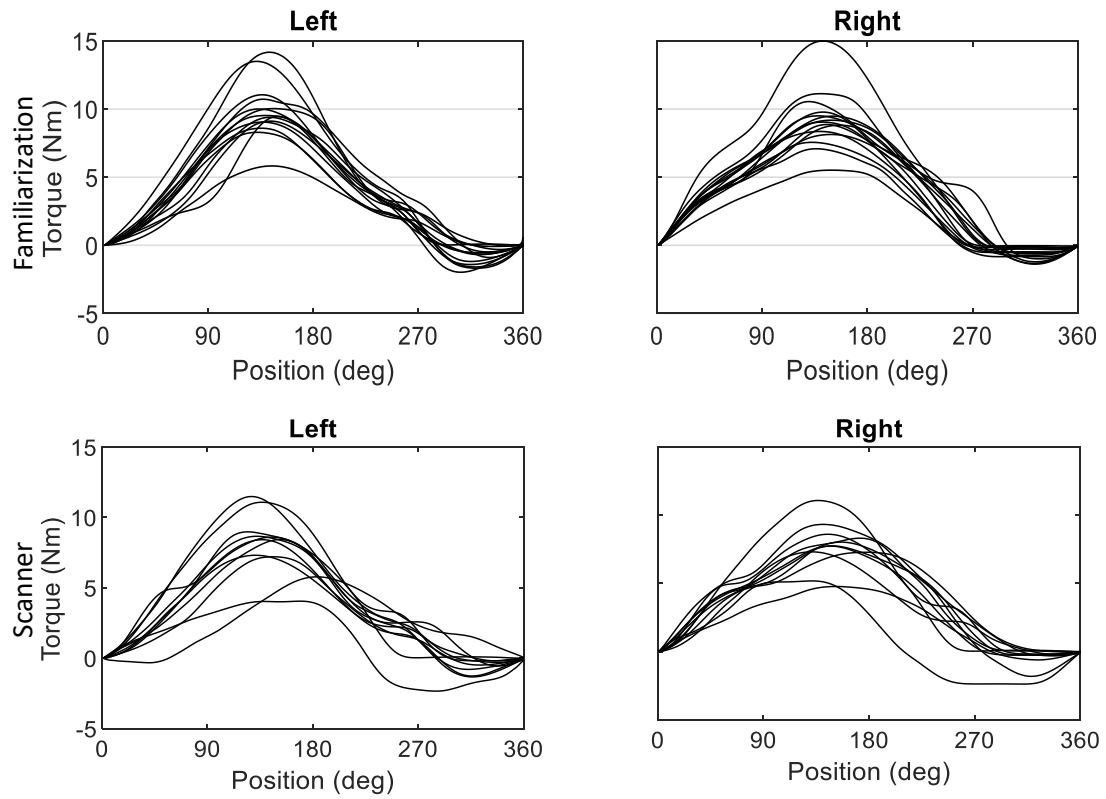 Left
Right
Familiarization
Torque (Nm)
15
10
5
0
-5
0 90 180 270 360
0 90 180 270 360
Position (deg)
Position (deg)
Left
Right
Scanner
Torque (Nm)
15
10
5
0
-5
0 90 180 270 360
0 90 180 270 360
Position (deg)
Position (deg)